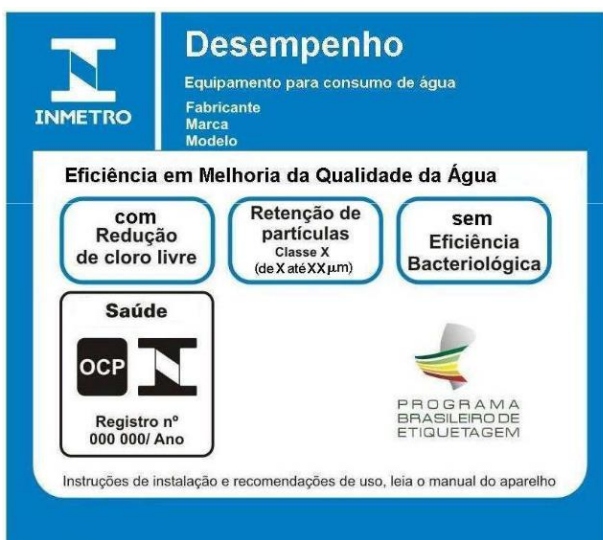 Desempenho
Equipamento para consumo de água
INMETRO
Fabricante
Marca
Modelo
Eficiência em Melhoria da Qualidade da Água
com
Redução
de cloro livre
Retenção de
partículas
Classe X
(de X até XX µm)
sem
Eficiência
Bacteriológica
Saúde
OCP
Registro nº
000 000/ Ano
PROGRAMA
BRASILEIRO DE
ETIQUETAGEM
Instruções de instalação e recomendações de uso, leia o manual do aparelho